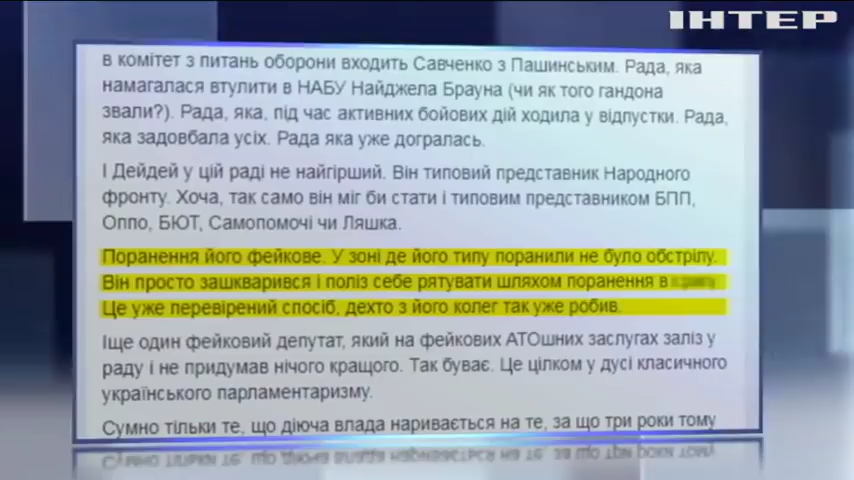 ІНТЕР
в комітет з питань оборони входить Савченко з Пашинським. Рада, яка
намагалася втулити в НАБУ Найджела Брауна (чи як того гандона
звали?). Рада, яка, під час активних бойових дій ходила у відпустки. Рада,
яка задовбала усіх. Рада яка уже догралась.
І Дейдей у цій раді не найгірший. Він типовий представник Народного
фронту. Хоча, так само він міг би стати і типовим представником БПП,
Оппо, БЮТ, Самопомочі чи Ляшка.
Поранення його фейкове. У зоні де його типу поранили не було обстрілу.
Він просто зашкварився і поліз себе рятувати шляхом поранення в
Це уже перевірений спосіб, дехто з його колег так уже робив.
Іще один фейковий депутат, який на фейкових АТОшних заслугах заліз у
раду і не придумав нічого кращого. Так буває. Це цілком у дусі класичного
українського парламентаризму.
Сумно тільки те, що діюча влада наривається на те, за що три роки тому